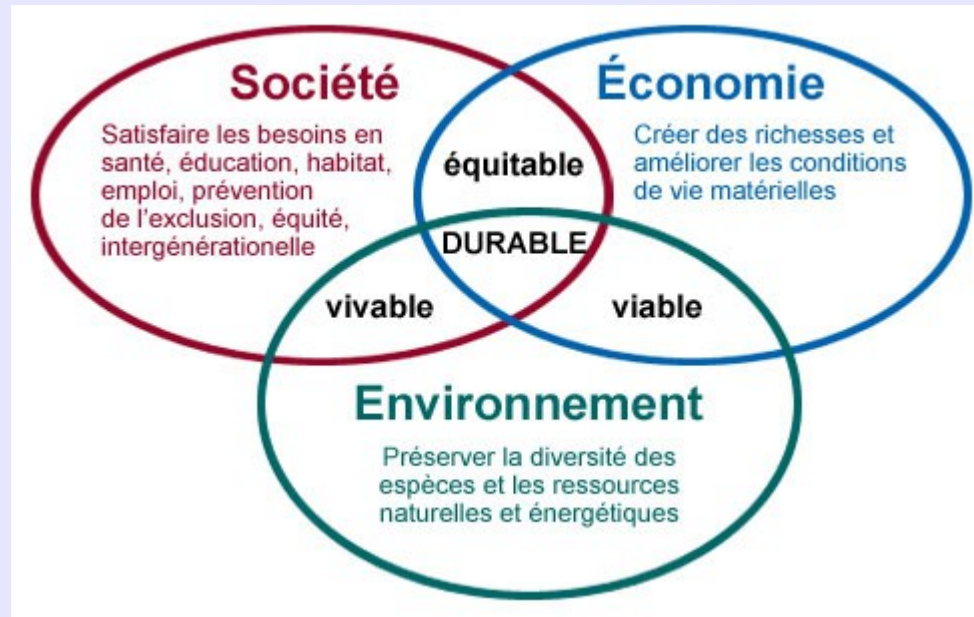 Société
Satisfaire les besoins en
santé, éducation, habitat,
emploi, prévention
de l'exclusion, équité,
intergénérationelle
Économie
Créer des richesses et
améliorer les conditions
de vie matérielles
équitable
DURABLE
vivable
viable
Environnement
Préserver la diversité des
espèces et les ressources
naturelles et énergétiques